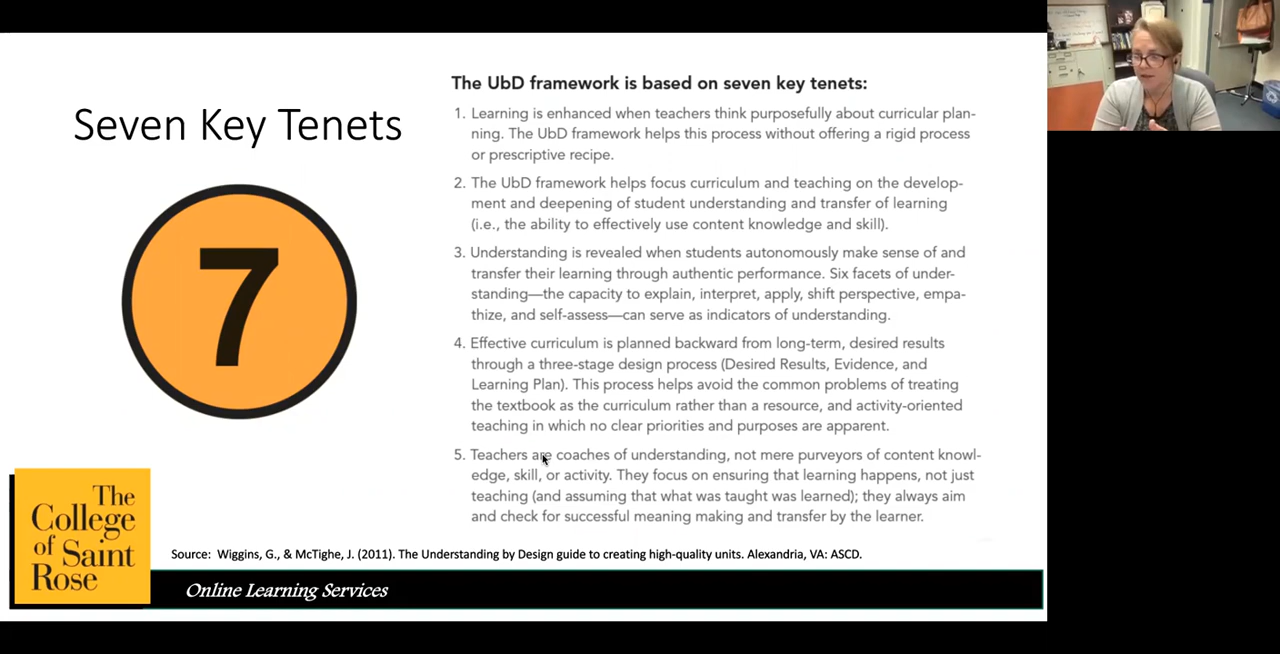 Seven Key Tenets
7
The UbD framework is based on seven key tenets:
1. Learning is enhanced when teachers think purposefully about curricular plan-
ning. The UbD framework helps this process without offering a rigid process
or prescriptive recipe.
2. The UbD framework helps focus curriculum and teaching on the develop-
ment and deepening of student understanding and transfer of learning
(i.e., the ability to effectively use content knowledge and skill).
3. Understanding is revealed when students autonomously make sense of and
transfer their learning through authentic performance. Six facets of under-
standing—the capacity to explain, interpret, apply, shift perspective, empa-
thize, and self-assess—can serve as indicators of understanding.
4. Effective curriculum is planned backward from long-term, desired results
through a three-stage design process (Desired Results, Evidence, and
Learning Plan). This process helps avoid the common problems of treating
the textbook as the curriculum rather than a resource, and activity-oriented
teaching in which no clear priorities and purposes are apparent.
5. Teachers are coaches of understanding, not mere purveyors of content knowl-
edge, skill, or activity. They focus on ensuring that learning happens, not just
teaching (and assuming that what was taught was learned); they always aim
and check for successful meaning making and transfer by the learner.
Source: Wiggins, G., & McTighe, J. (2011). The Understanding by Design guide to creating high-quality units. Alexandria, VA: ASCD.
The
College
of Saint
Rose
Online Learning Services